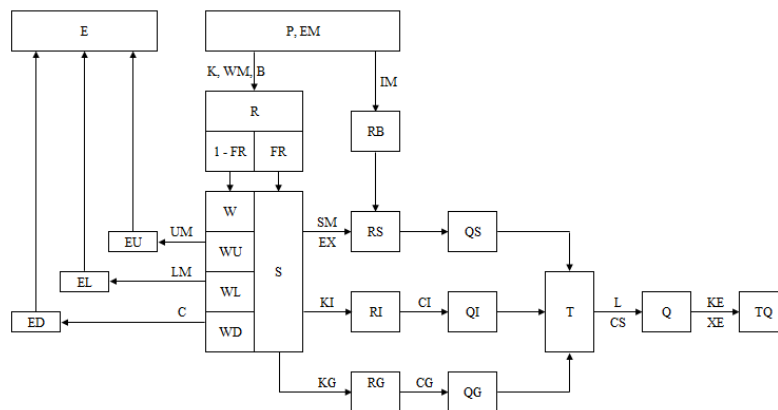 E
P, EM
K, WM, B
IM
R
RB
1 - FR
FR
W
SM
UM
EU
EX
RS
QS
WU
S
LM
EL
WL
KI
RI
CI
QI
T
L
CS
Q
KE
XE
TQ
C
ED
WD
KG
RG
CG
QG